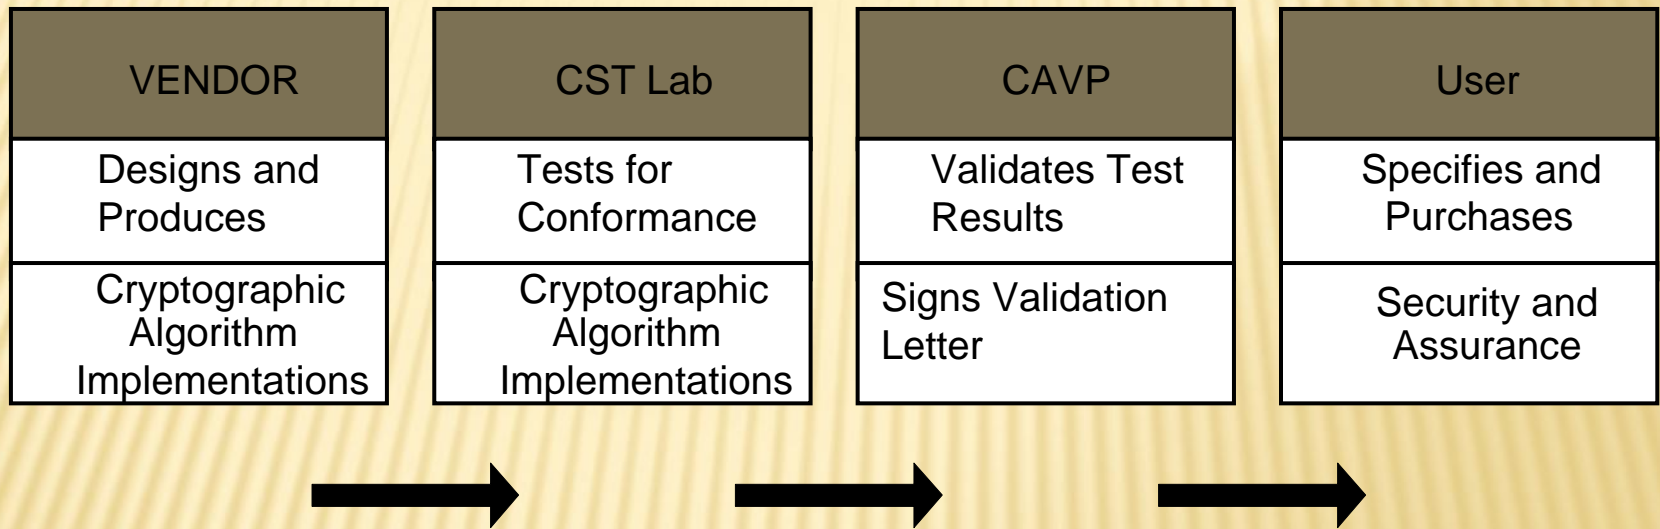 VENDOR
Designs and
Produces
Cryptographic
Algorithm
Implementations
CST Lab
Tests for
Conformance
Cryptographic
Algorithm
Implementations
CAVP
Validates Test
Results
Signs Validation
Letter
User
Specifies and
Purchases
Security and
Assurance